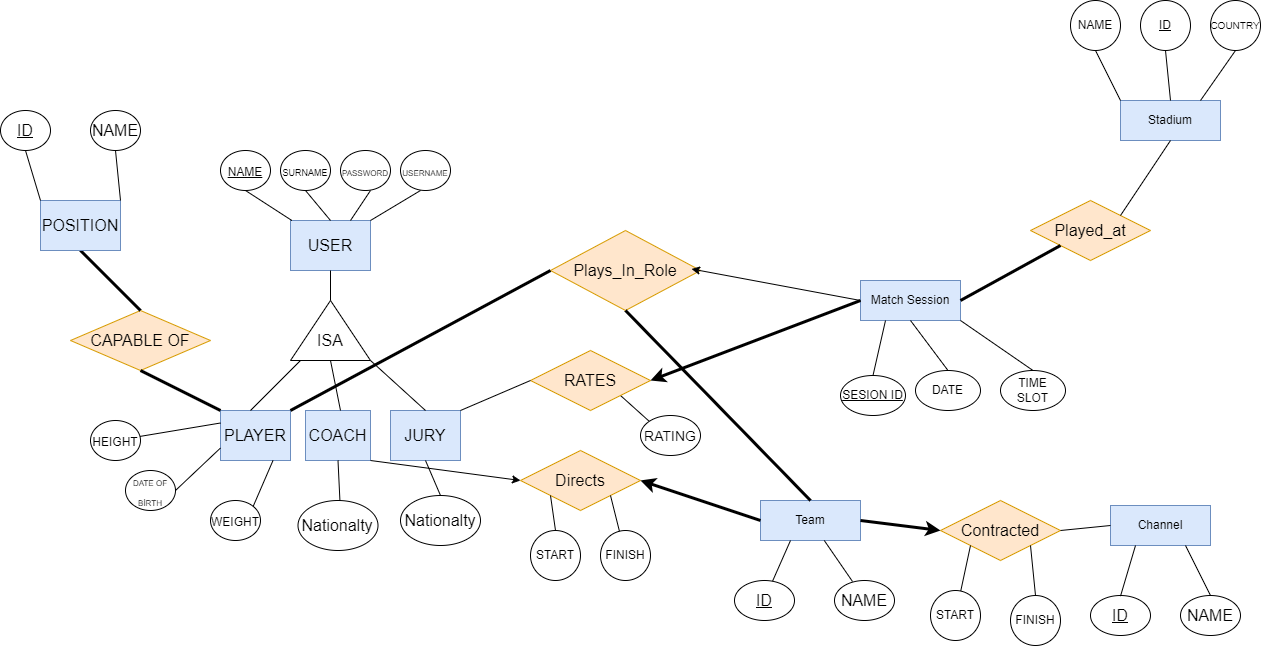 NAME
ID
COUNTRY
Stadium
ID
NAME
NAME
SURNAME
PASSWORD
USERNAME
POSITION
USER
Played_at
Plays_In_Role
Match Session
CAPABLE OF
ISA
RATES
SESION ID
DATE
TIME
SLOT
HEIGHT
PLAYER
COACH
JURY
RATING
DATE OF
BİRTH
Directs
WEIGHT
Nationalty
Nationalty
Team
Contracted
Channel
START
FINISH
ID
NAME
START
FINISH
ID
NAME